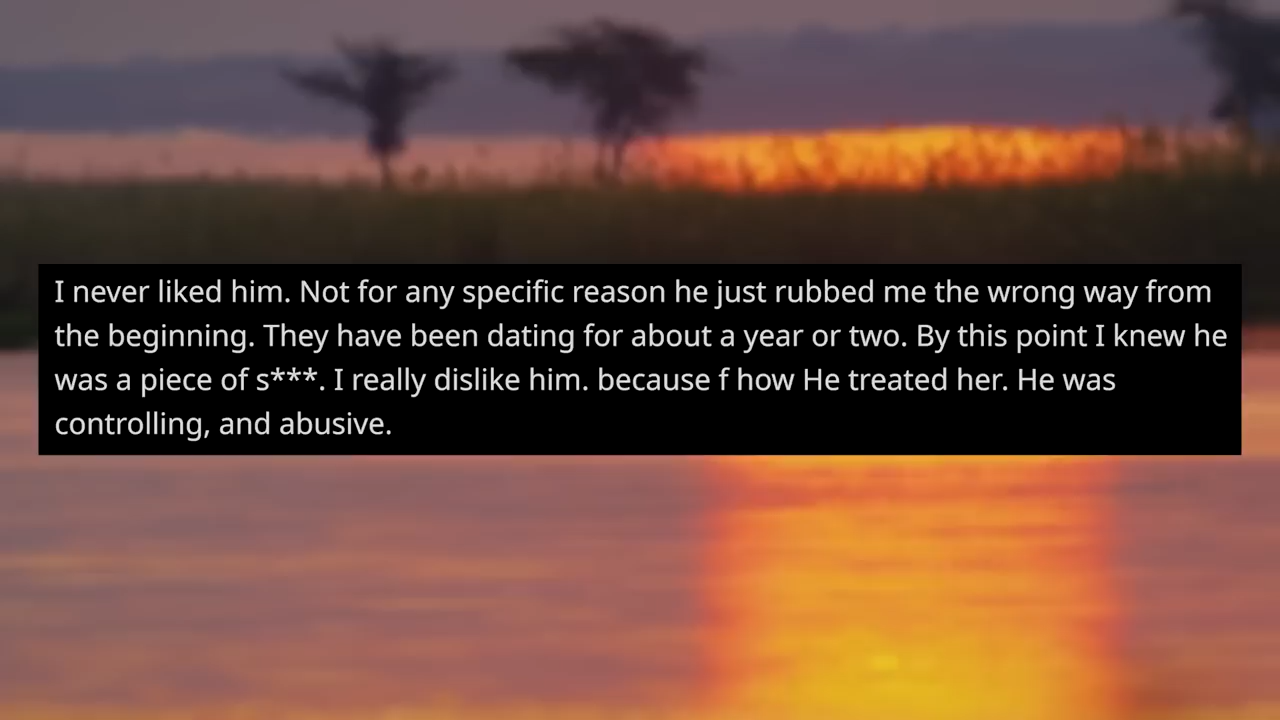 I never liked him. Not for any specific reason he just rubbed me the wrong way from
the beginning. They have been dating for about a year or two. By this point I knew he
was a piece of s***. I really dislike him. because f how He treated her. He was
controlling, and abusive.